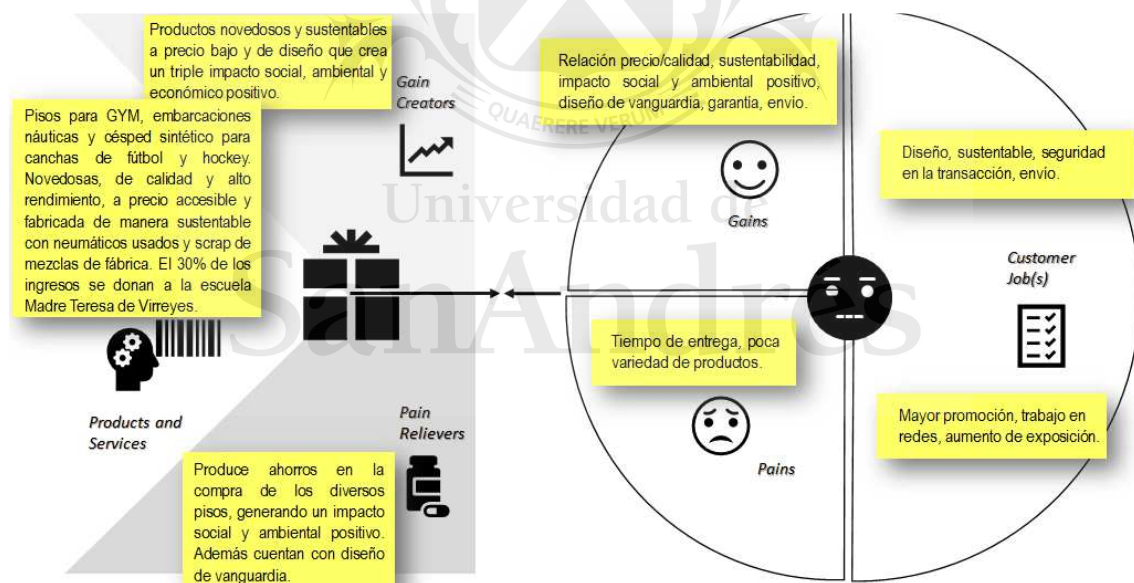 Productos novedosos y sustentables
a precio bajo y de diseño que crea
un triple impacto social, ambiental y
económico positivo.
Gain
Creators
Pisos para GYM, embarcaciones
náuticas y césped sintético para
canchas de fútbol y hockey.
Novedosas, de calidad y alto
rendimiento, a precio accesible y
fabricada de manera sustentable
con neumáticos usados y scrap de
mezclas de fábrica. El 30% de los
ingresos se donan a la escuela
Madre Teresa de Virreyes.
Products and
Services
Pain
Relievers
Produce ahorros en la
compra de los diversos
pisos, generando un impacto
social y ambiental positivo.
Además cuentan con diseño
de vanguardia.
Relación precio/calidad, sustentabilidad,
impacto social y ambiental positivo,
diseño de vanguardia, garantía, envio.
Gains
Tiempo de entrega, poca
variedad de productos.
Pains
Diseño, sustentable, seguridad
en la transacción, envío.
Customer
Job(s)
Mayor promoción, trabajo en
redes, aumento de exposición.
QUAERERE VERUM
Universidad de
SanAndrés